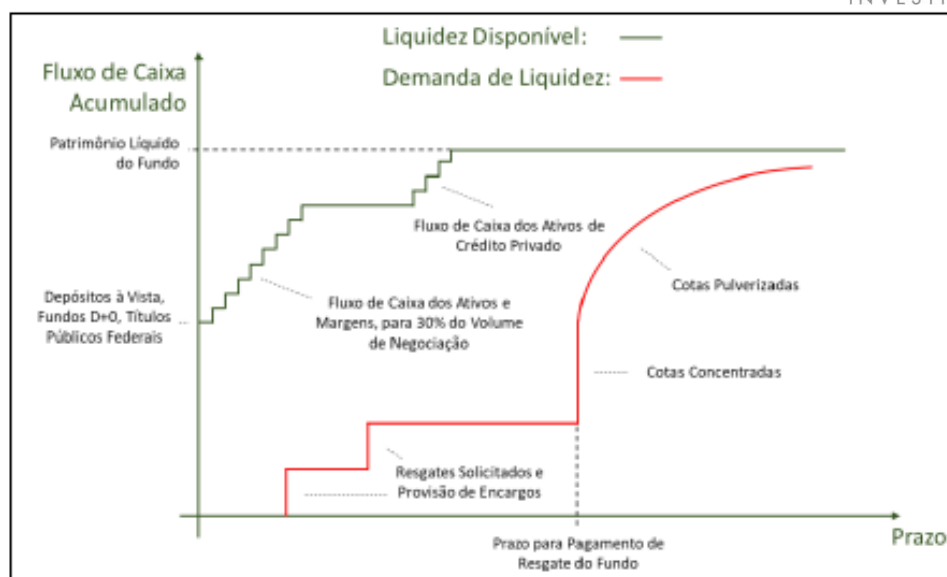 Liquidez Disponível:
Demanda de Liquidez:
Fluxo de Caixa
Acumulado
Patrimônio Líquido
do Fundo
Fluxo de Caixa dos Ativos de
Crédito Privado
Cotas Pulverizadas
Depósitos à Vista,
Fundos D+0, Títulos
Públicos Federais
Fluxo de Caixa dos Ativos e
Margens, para 30% do Volume
de Negociação
Cotas Concentradas
Resgates Solicitados e
Provisão de Encargos
Prazo
Prazo para Pagamento de
Resgate do Fundo